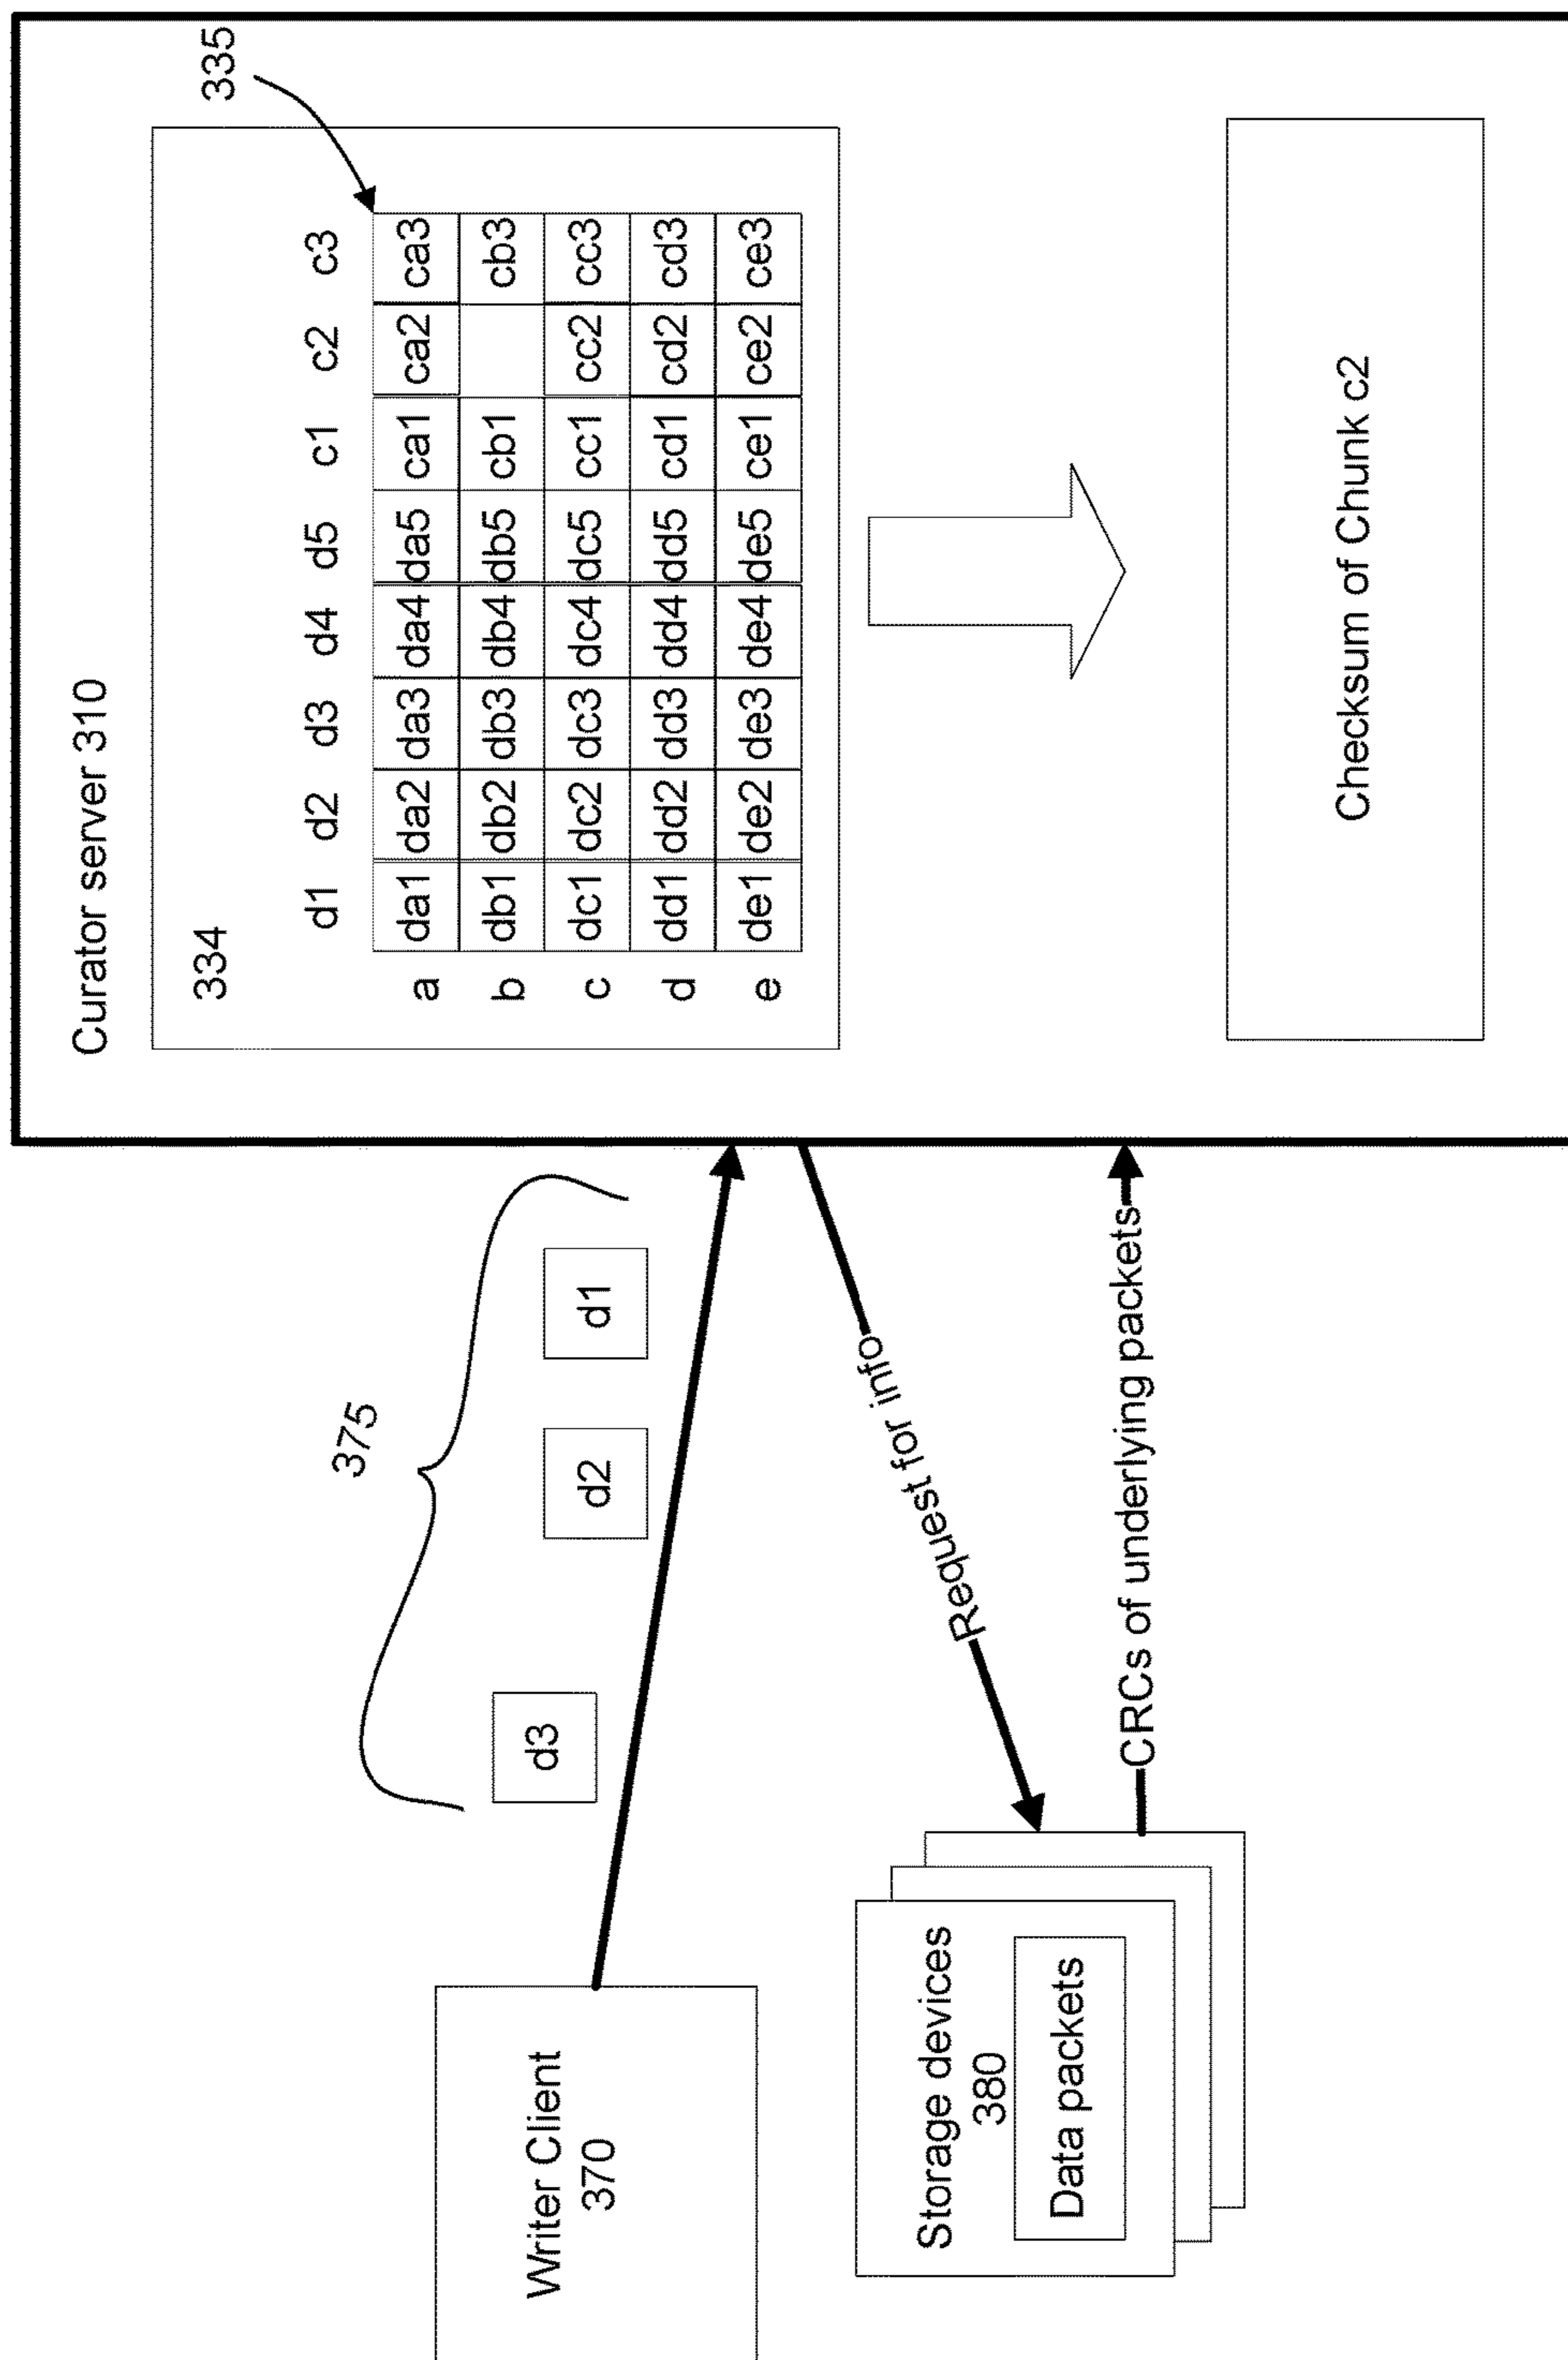 Curator server 310
334
335
d1 d2 d3 d4 d5 c1 c2 c3
a da1 da2 da3 da4 da5 ca1 ca2 ca3
b db1 db2 db3 db4 db5 cb1 cb3
c dc1 dc2 dc3 dc4 dc5 cc1 cc2 cc3
d dd1 dd2 dd3 dd4 dd5 cd1 cd2 cd3
e de1 de2 de3 de4 de5 ce1 ce2 ce3
Checksum of Chunk c2
375
d3 d2 d1
Writer Client
370
Request for info
CRCs of underlying packets
Storage devices
380
Data packets